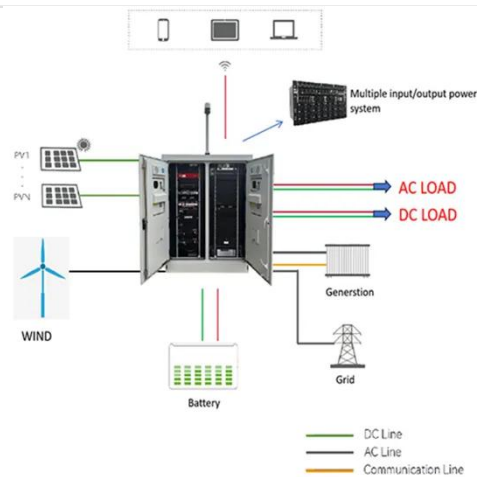 Multiple input/output power
system
PV1
PVN
AC LOAD
DC LOAD
WIND
Generstion
Battery
Grid
DC Line
AC Line
Communication Line